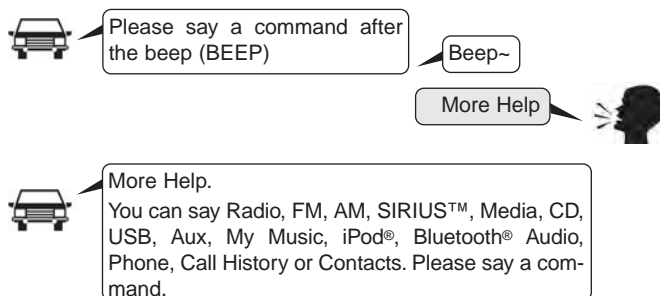 Please say a command after
the beep (BEEP)
Beep~
More Help
More Help.
You can say Radio, FM, AM, SIRIUS™, Media, CD,
USB, Aux, My Music, iPod®, Bluetooth® Audio,
Phone, Call History or Contacts. Please say a com-
mand.